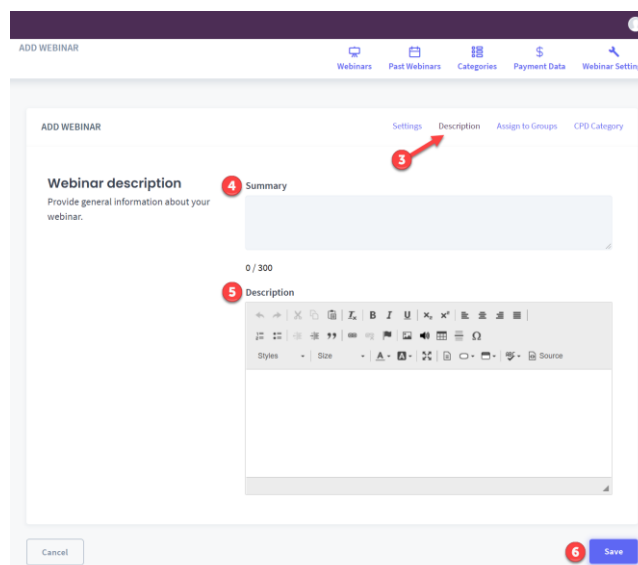 ADD WEBINAR
Webinars Past Webinars Categories Payment Data Webinar Settin
ADD WEBINAR
Settings Description Assign to Groups CPD Category
3
Webinar description
Provide general information about your
webinar.
4 Summary
0 / 300
5 Description
Styles Size Source
Cancel
6 Save